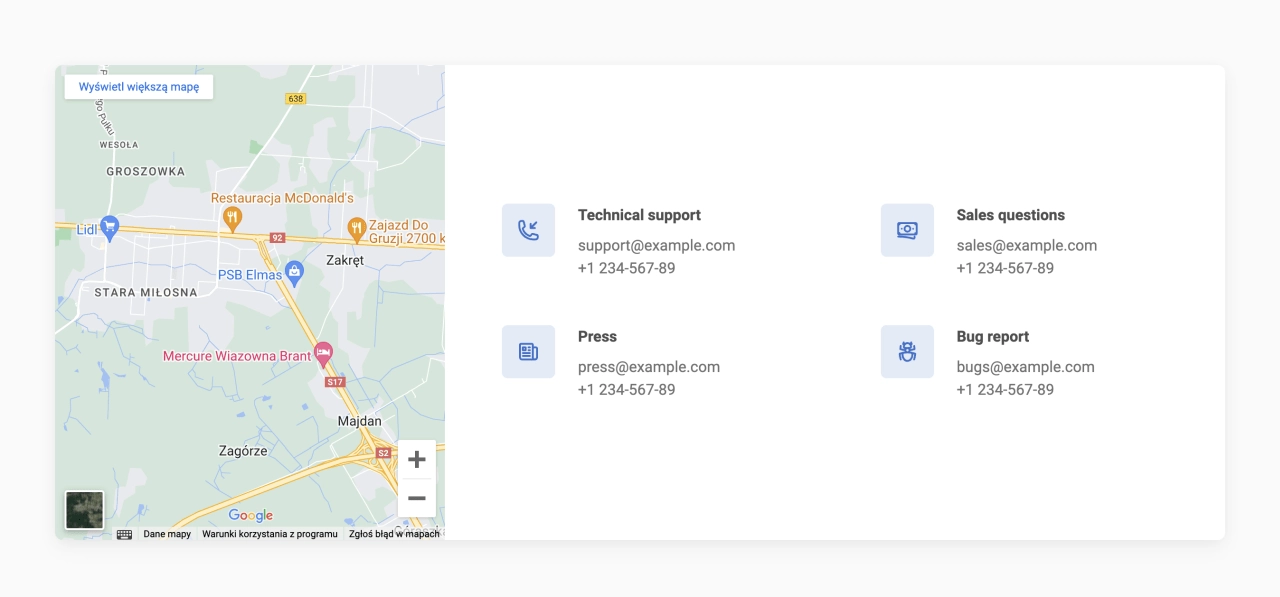 Wyświetl większą mapę
638
ego Pułku
WESOŁA
GROSZOWKA
Restauracja McDonald's
Lidl
Zajazd Do
Gruzji 2700 k
92
Zakręt
PSB Elmas
STARA MIŁOSNA
Mercure Wiazowna Brant
S17
Majdan
Zagórze
S2
Google
Dane mapy
Warunki korzystania z programu
Zgłoś błąd w mapach
Technical support
support@example.com
+1 234-567-89
Sales questions
sales@example.com
+1 234-567-89
Press
press@example.com
+1 234-567-89
Bug report
bugs@example.com
+1 234-567-89